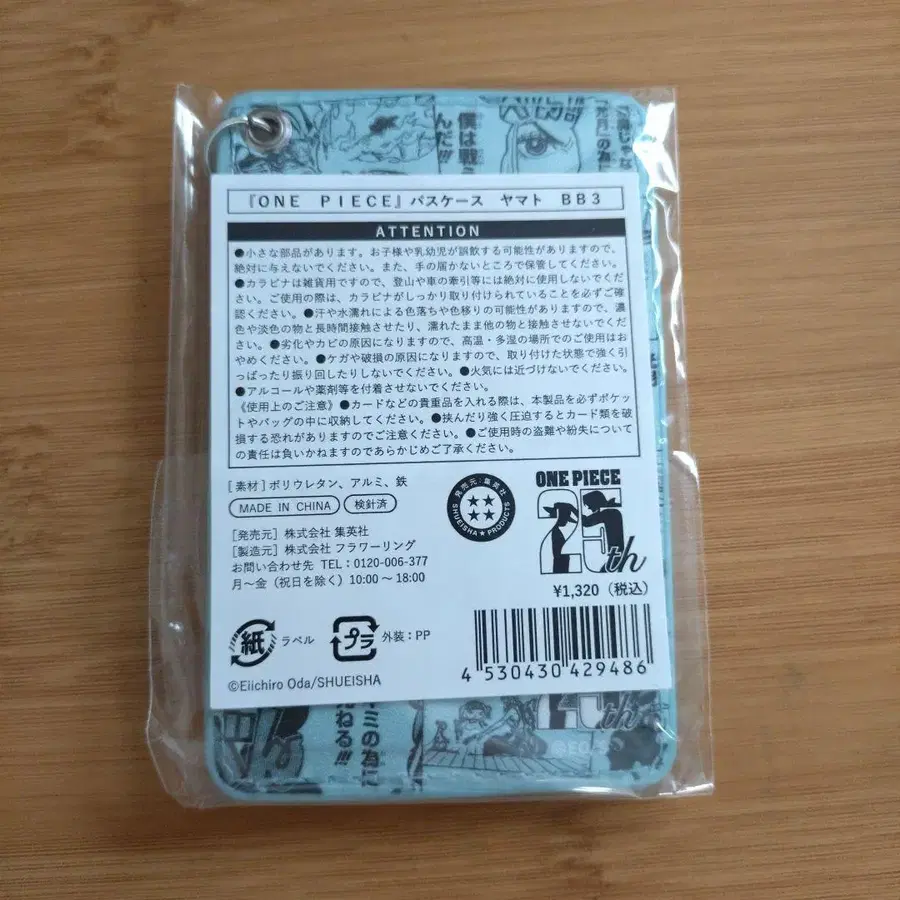 僕は戦
んだ!!!
『ONE PIECE』パスケース ヤマト BB3
ATTENTION
●小さな部品があります。お子様や乳幼児が誤飲する可能性がありますので、
絶対に与えないでください。また、手の届かないところで保管してください。
●カラビナは雑貨用ですので、登山や車の牽引等には絶対に使用しないでくだ
さい。ご使用の際は、カラビナがしっかり取り付けられていることを必ずご確
認ください。●汗や水濡れによる色落ちや色移りの可能性がありますので、濃
色や淡色の物と長時間接触させたり、濡れたまま他の物と接触させないでくだ
さい。●劣化やカビの原因になりますので、高温・多湿の場所でのご使用はお
やめください。●ケガや破損の原因になりますので、取り付けた状態で強く引
っぱったり振り回したりしないでください。●火気には近づけないでください。
●アルコールや薬剤等を付着させないでください。
《使用上のご注意》●カードなどの貴重品を入れる際は、本製品を必ずポケッ
トやバッグの中に収納してください。●挟んだり強く圧迫するとカード類を破
損する恐れがありますのでご注意ください。●ご使用時の盗難や紛失について
の責任は負いかねますのであらかじめご了承ください。
[素材]ポリウレタン、アルミ、鉄
MADE IN CHINA 検針済
発売元:集英社
SHUEISHA★PRODUCTS
ONE PIECE
25th
[発売元]株式会社 集英社
[製造元]株式会社 フラワーリング
お問い合わせ先 TEL:0120-006-377
月～金(祝日を除く)10:00～18:00
¥1,320(税込)
紙 ラベル
プラ 外装:PP
4 530430 429486
©Eiichiro Oda/SHUEISHA
ミの為に
ねる!!!